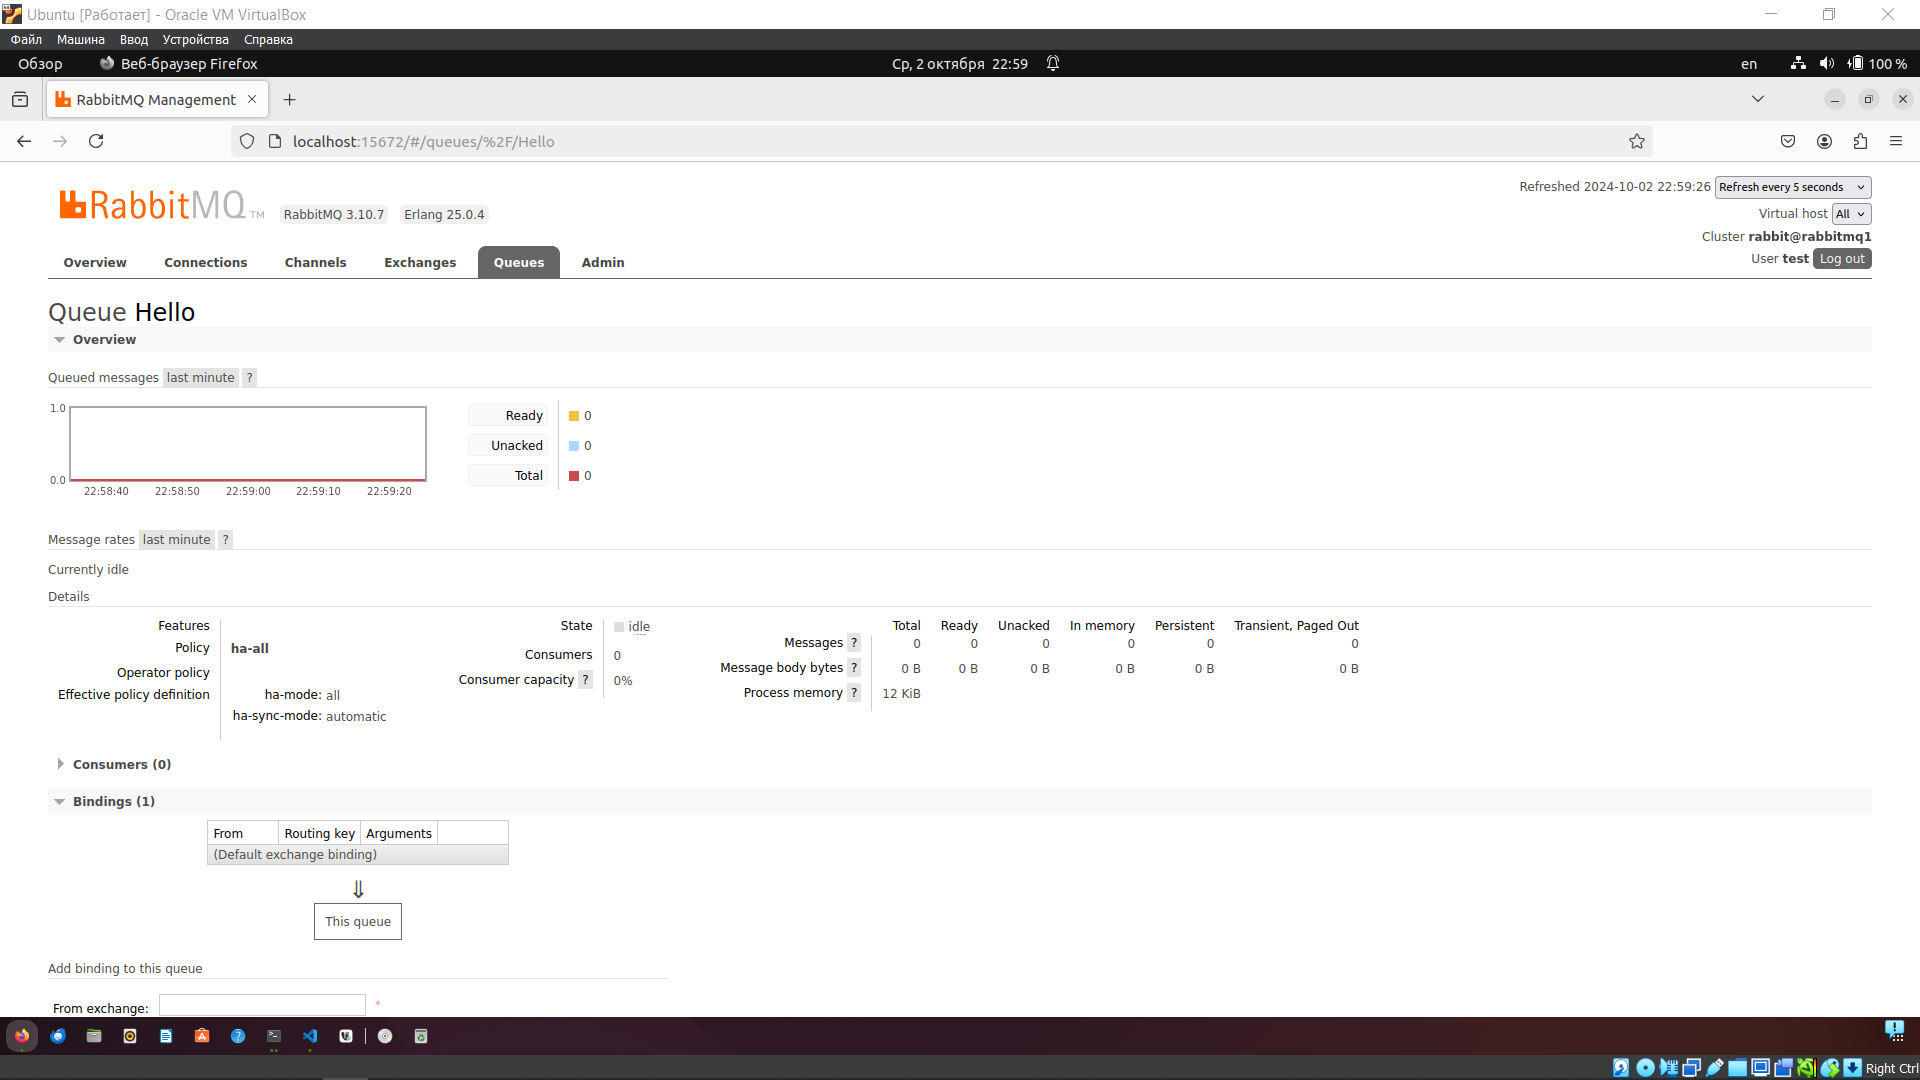 Ubuntu [Работает] - Oracle VM VirtualBox
Файл Машина Ввод Устройства Справка
Обзор Веб-браузер Firefox Ср, 2 октября 22:59 en 100 %
RabbitMQ Management
localhost:15672/#/queues/%2F/Hello
RabbitMQ TM RabbitMQ 3.10.7 Erlang 25.0.4
Refreshed 2024-10-02 22:59:26 Refresh every 5 seconds
Virtual host All
Cluster rabbit@rabbitmq1
User test Log out
Overview Connections Channels Exchanges Queues Admin
Queue Hello
Overview
Queued messages last minute ?
1.0
0.0
22:58:40 22:58:50 22:59:00 22:59:10 22:59:20
Ready 0
Unacked 0
Total 0
Message rates last minute ?
Currently idle
Details
Features
Policy ha-all
Operator policy
Effective policy definition ha-mode: all
ha-sync-mode: automatic
State idle
Consumers 0
Consumer capacity ? 0%
Total Ready Unacked In memory Persistent Transient, Paged Out
Messages ? 0 0 0 0 0 0
Message body bytes ? 0 B 0 B 0 B 0 B 0 B 0 B
Process memory ? 12 KiB
Consumers (0)
Bindings (1)
From Routing key Arguments
(Default exchange binding)
⇓
This queue
Add binding to this queue
From exchange: *
Right Ctrl